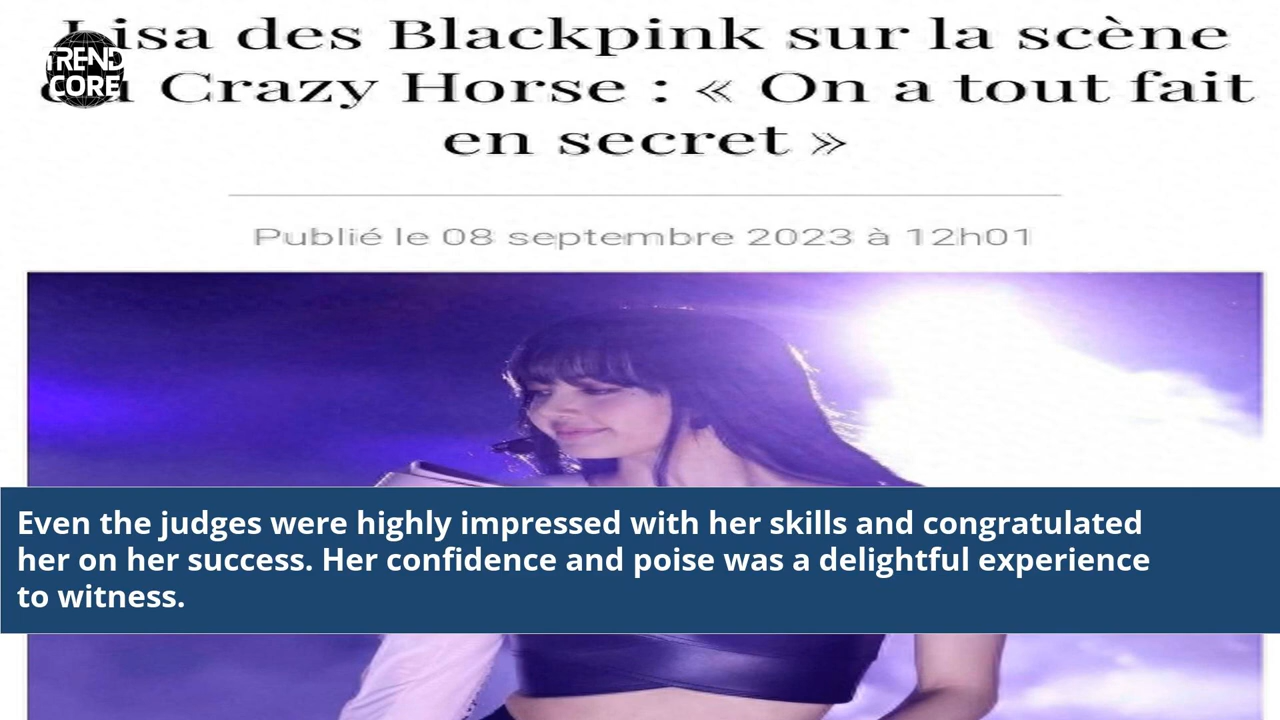 Lisa des Blackpink sur la scène
TREND
CORE
du Crazy Horse : « On a tout fait
en secret »
Publié le 08 septembre 2023 à 12h01
Even the judges were highly impressed with her skills and congratulated
her on her success. Her confidence and poise was a delightful experience
to witness.